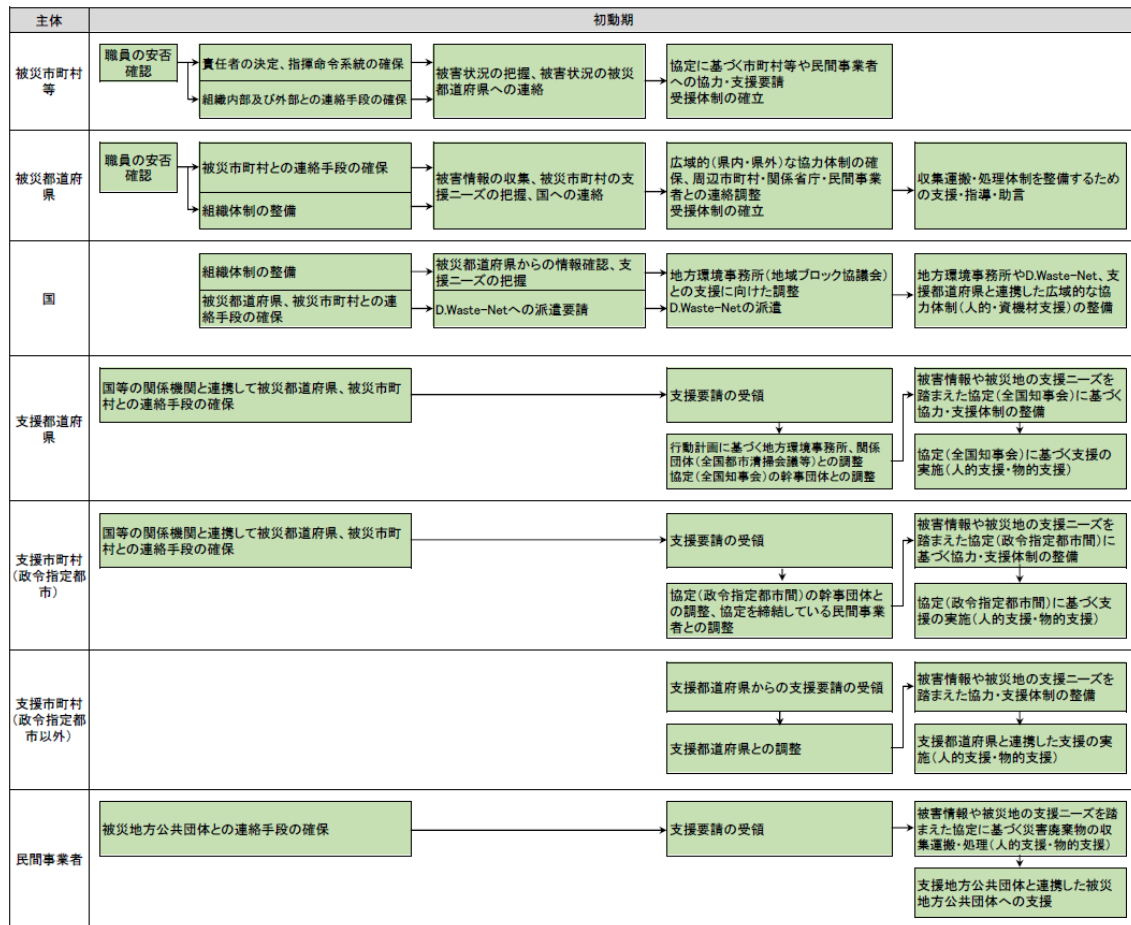 主体
初動期
被災市町村
等
職員の安否
確認
責任者の決定、指揮命令系統の確保
組織内部及び外部との連絡手段の確保
被害状況の把握、被害状況の被災
都道府県への連絡
協定に基づく市町村等や民間事業者
への協力・支援要請
受援体制の確立
被災都道府
県
職員の安否
確認
被災市町村との連絡手段の確保
組織体制の整備
被害情報の収集、被災市町村の支
援ニーズの把握、国への連絡
広域的(県内・県外)な協力体制の確
保、周辺市町村・関係省庁・民間事業
者との連絡調整
受援体制の確立
収集運搬・処理体制を整備するため
の支援・指導・助言
国
組織体制の整備
被災都道府県、被災市町村との連
絡手段の確保
被災都道府県からの情報確認、支
援ニーズの把握
D.Waste-Netへの派遣要請
地方環境事務所(地域ブロック協議会)
との支援に向けた調整
D.Waste-Netの派遣
地方環境事務所やD.Waste-Net、支
援都道府県と連携した広域的な協
力体制(人的・資機材支援)の整備
支援都道府
県
国等の関係機関と連携して被災都道府県、被災市町
村との連絡手段の確保
支援要請の受領
行動計画に基づく地方環境事務所、関係
団体(全国都市清掃会議等)との調整
協定(全国知事会)の幹事団体との調整
被害情報や被災地の支援ニーズを
踏まえた協定(全国知事会)に基づく
協力・支援体制の整備
協定(全国知事会)に基づく支援の
実施(人的支援・物的支援)
支援市町村
(政令指定都
市)
国等の関係機関と連携して被災都道府県、被災市町
村との連絡手段の確保
支援要請の受領
協定(政令指定都市間)の幹事団体と
の調整、協定を締結している民間事業
者との調整
被害情報や被災地の支援ニーズを
踏まえた協定(政令指定都市間)に
基づく協力・支援体制の整備
協定(政令指定都市間)に基づく支
援の実施(人的支援・物的支援)
支援市町村
(政令指定都
市以外)
支援都道府県からの支援要請の受領
支援都道府県との調整
被害情報や被災地の支援ニーズを
踏まえた協力・支援体制の整備
支援都道府県と連携した支援の実
施(人的支援・物的支援)
民間事業者
被災地方公共団体との連絡手段の確保
支援要請の受領
被害情報や被災地の支援ニーズを踏
まえた協定に基づく災害廃棄物の収
集運搬・処理(人的支援・物的支援)
支援地方公共団体と連携した被災
地方公共団体への支援